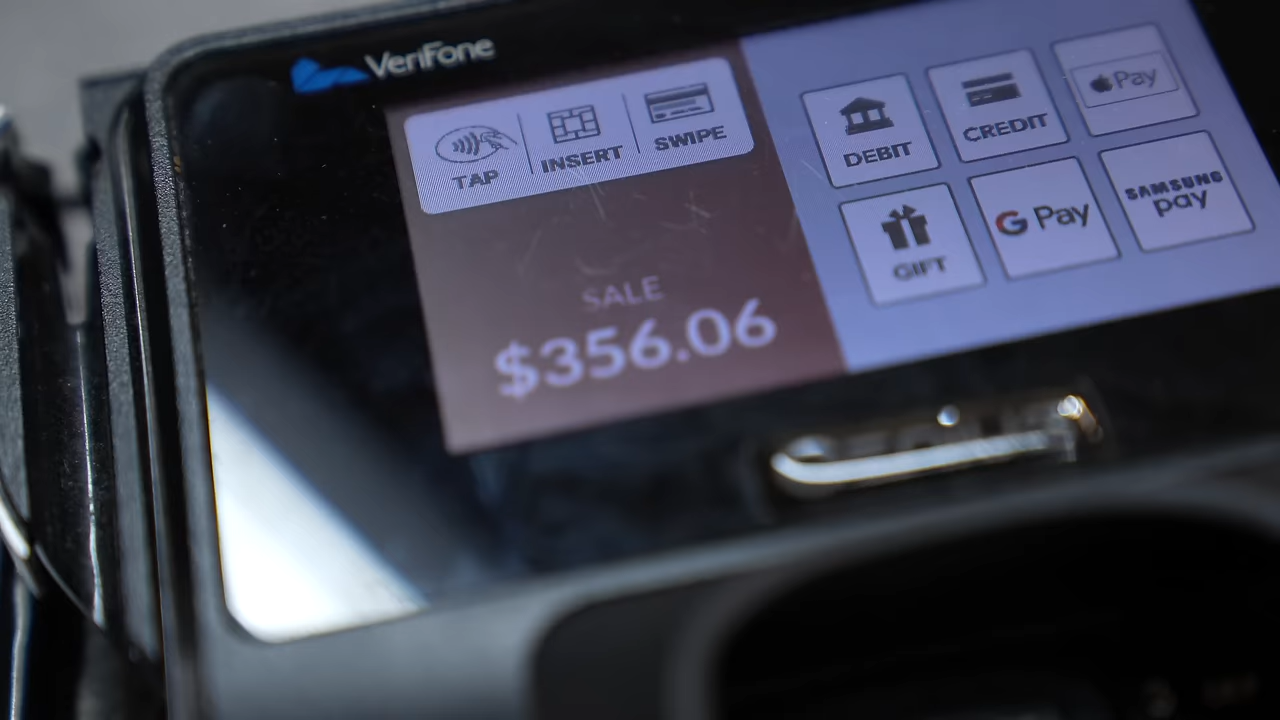 VeriFone
TAP
INSERT
SWIPE
SALE
$356.06
DEBIT
CREDIT
Pay
GIFT
G Pay
SAMSUNG
pay